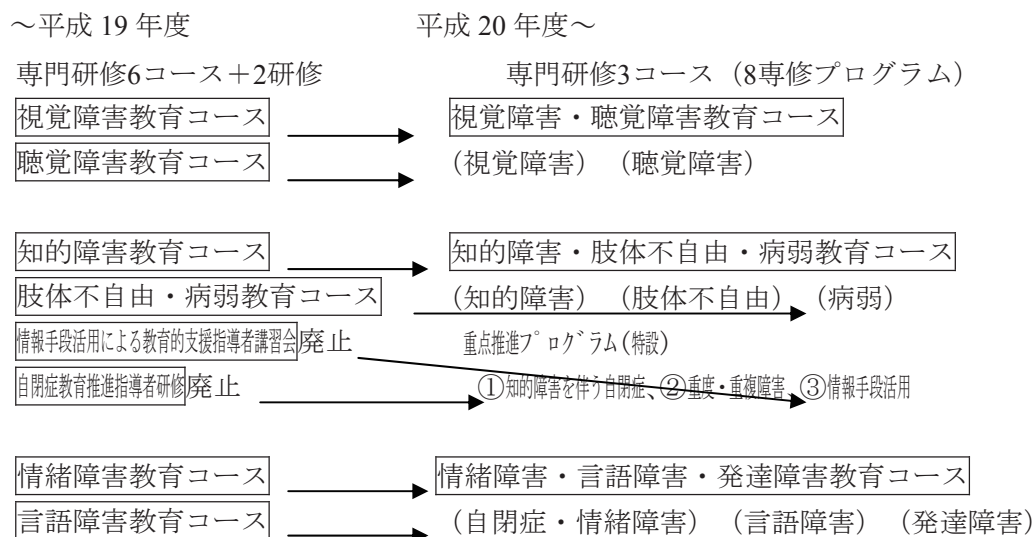 ～平成 19 年度 平成 20 年度～
専門研修6コース＋2研修 専門研修3コース（8専修プログラム）
視覚障害教育コース 視覚障害・聴覚障害教育コース
聴覚障害教育コース （視覚障害）（聴覚障害）
知的障害教育コース 知的障害・肢体不自由・病弱教育コース
肢体不自由・病弱教育コース （知的障害）（肢体不自由）（病弱）
情報手段活用による教育的支援指導者講習会廃止 重点推進プログラム(特設)
自閉症教育推進指導者研修廃止 ①知的障害を伴う自閉症、②重度・重複障害、③情報手段活用
情緒障害教育コース 情緒障害・言語障害・発達障害教育コース
言語障害教育コース （自閉症・情緒障害）（言語障害）（発達障害）